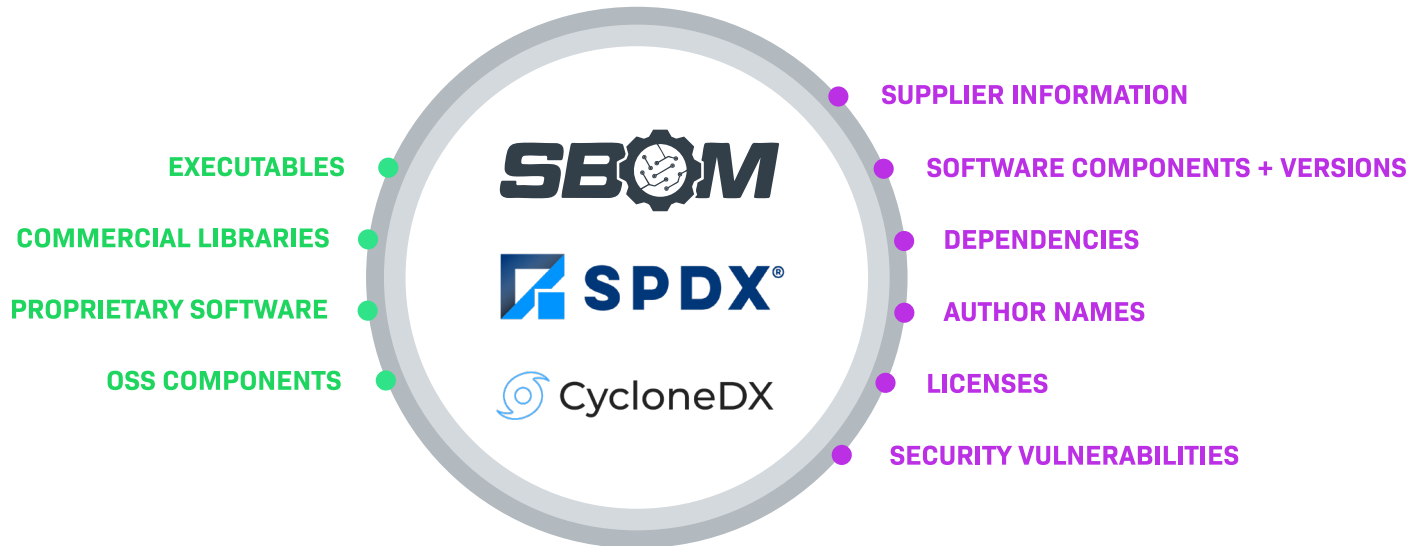 EXECUTABLES
COMMERCIAL LIBRARIES
PROPRIETARY SOFTWARE
OSS COMPONENTS
SBOM
SPDX®
CycloneDX
SUPPLIER INFORMATION
SOFTWARE COMPONENTS + VERSIONS
DEPENDENCIES
AUTHOR NAMES
LICENSES
SECURITY VULNERABILITIES